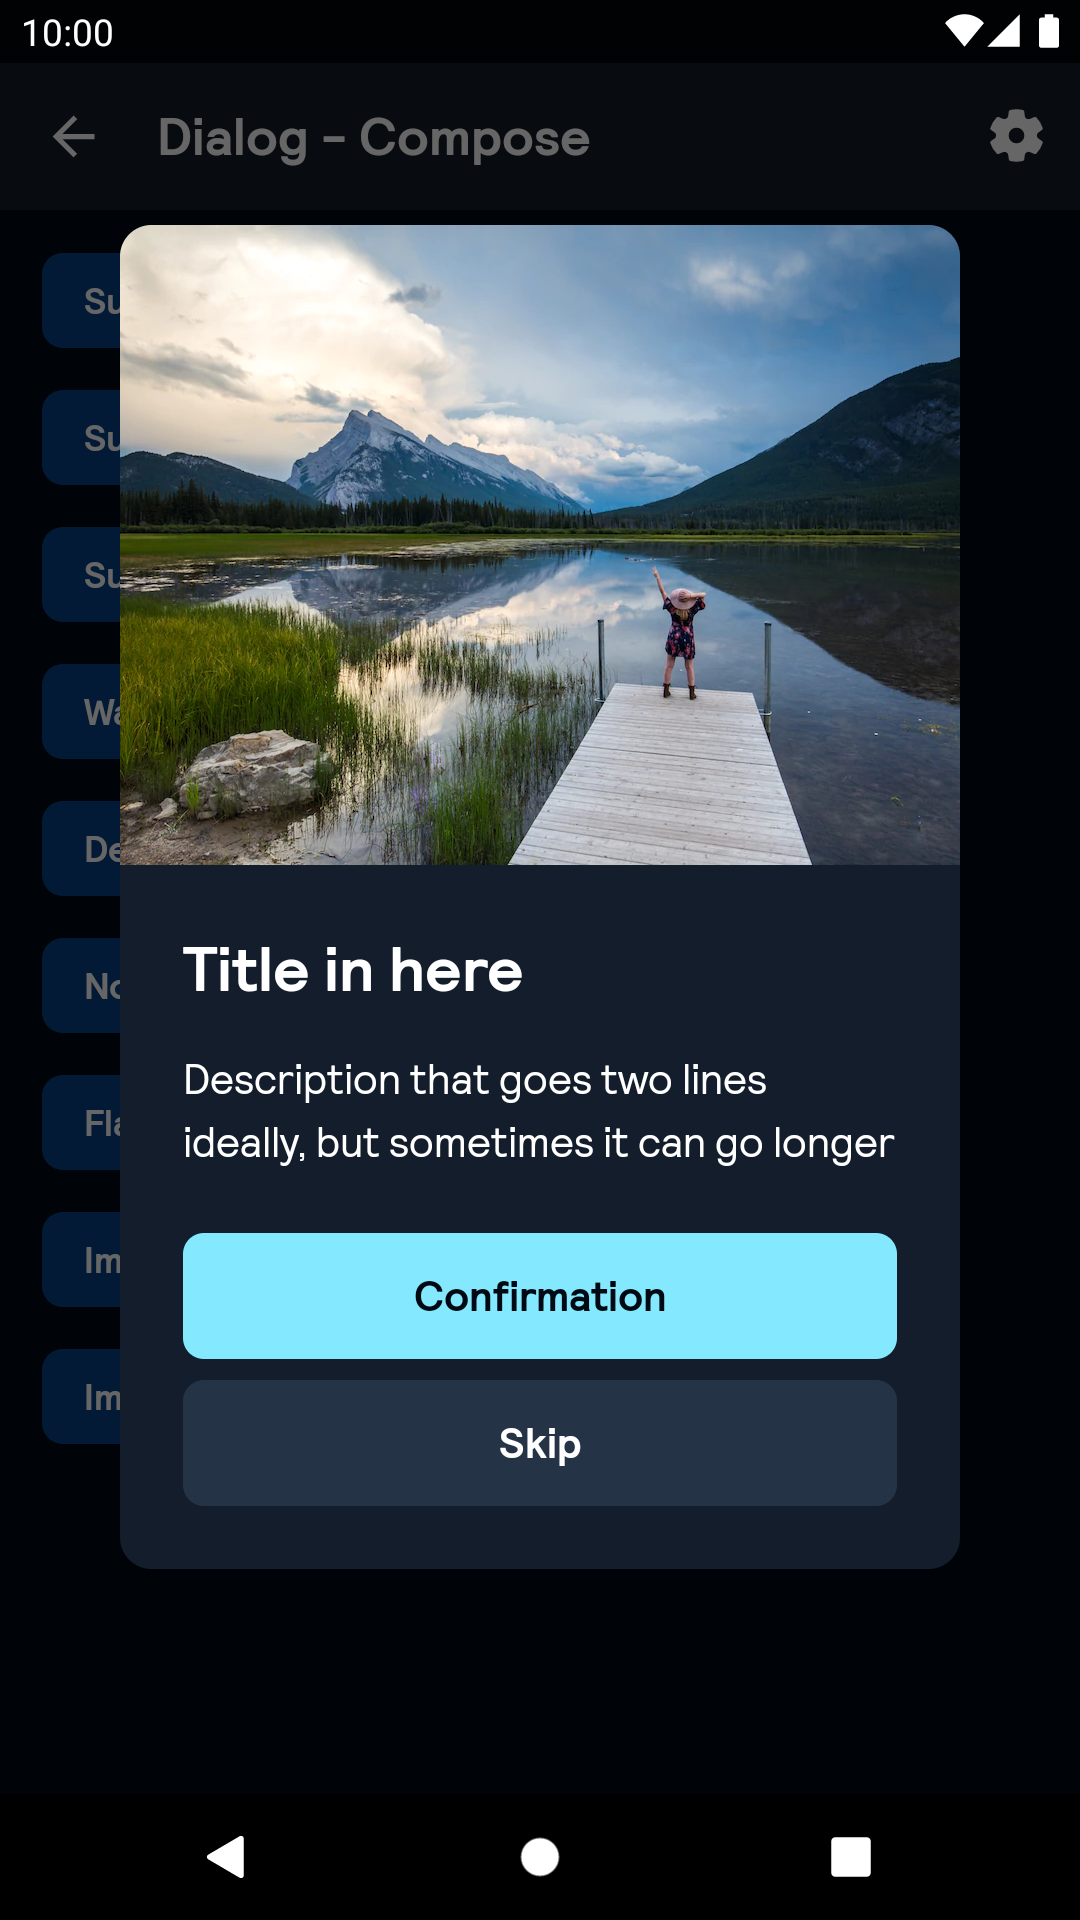 10:00
Dialog - Compose
Su
Su
Su
Wa
De
No
Fla
Im
Im
Title in here
Description that goes two lines
ideally, but sometimes it can go longer
Confirmation
Skip